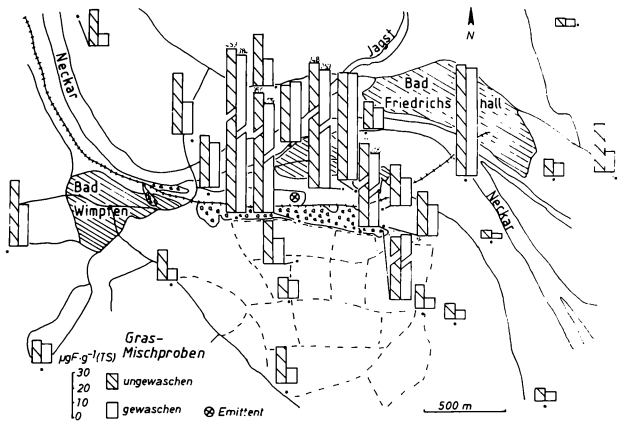 Neckar
Jagst
N
Bad
Friedrichs
hall
Bad
Wimpfen
Neckar
Gras-
Mischproben
µgF·g⁻¹(TS)
30
20
10
0
ungewaschen
gewaschen
Emittent
500 m